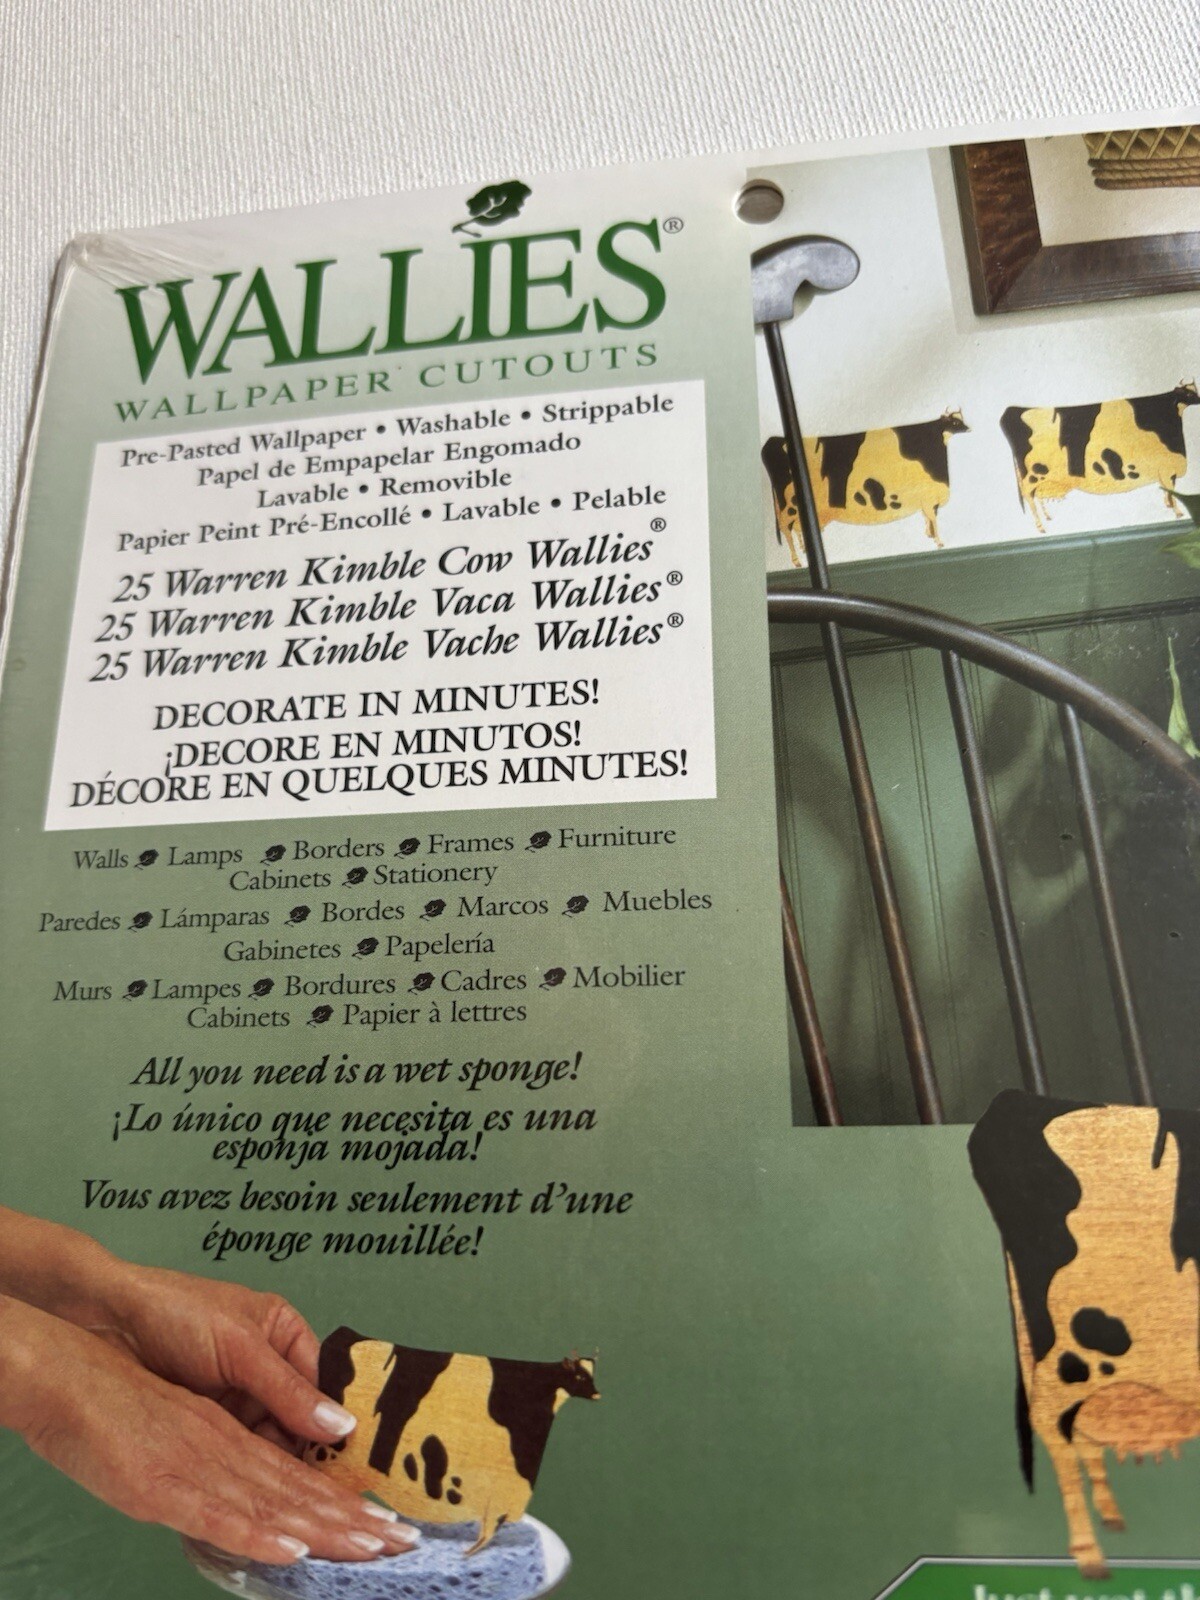 WALLIES®
WALLPAPER CUTOUTS
Pre-Pasted Wallpaper • Washable • Strippable
Papel de Empapelar Engomado
Lavable • Removible
Papier Peint Pré-Encollé • Lavable • Pelable
25 Warren Kimble Cow Wallies®
25 Warren Kimble Vaca Wallies®
25 Warren Kimble Vache Wallies®
DECORATE IN MINUTES!
¡DECORE EN MINUTOS!
DÉCORE EN QUELQUES MINUTES!
Walls Lamps Borders Frames Furniture
Cabinets Stationery
Paredes Lámparas Bordes Marcos Muebles
Gabinetes Papelería
Murs Lampes Bordures Cadres Mobilier
Cabinets Papier à lettres
All you need is a wet sponge!
¡Lo único que necesita es una
esponja mojada!
Vous avez besoin seulement d'une
éponge mouillée!